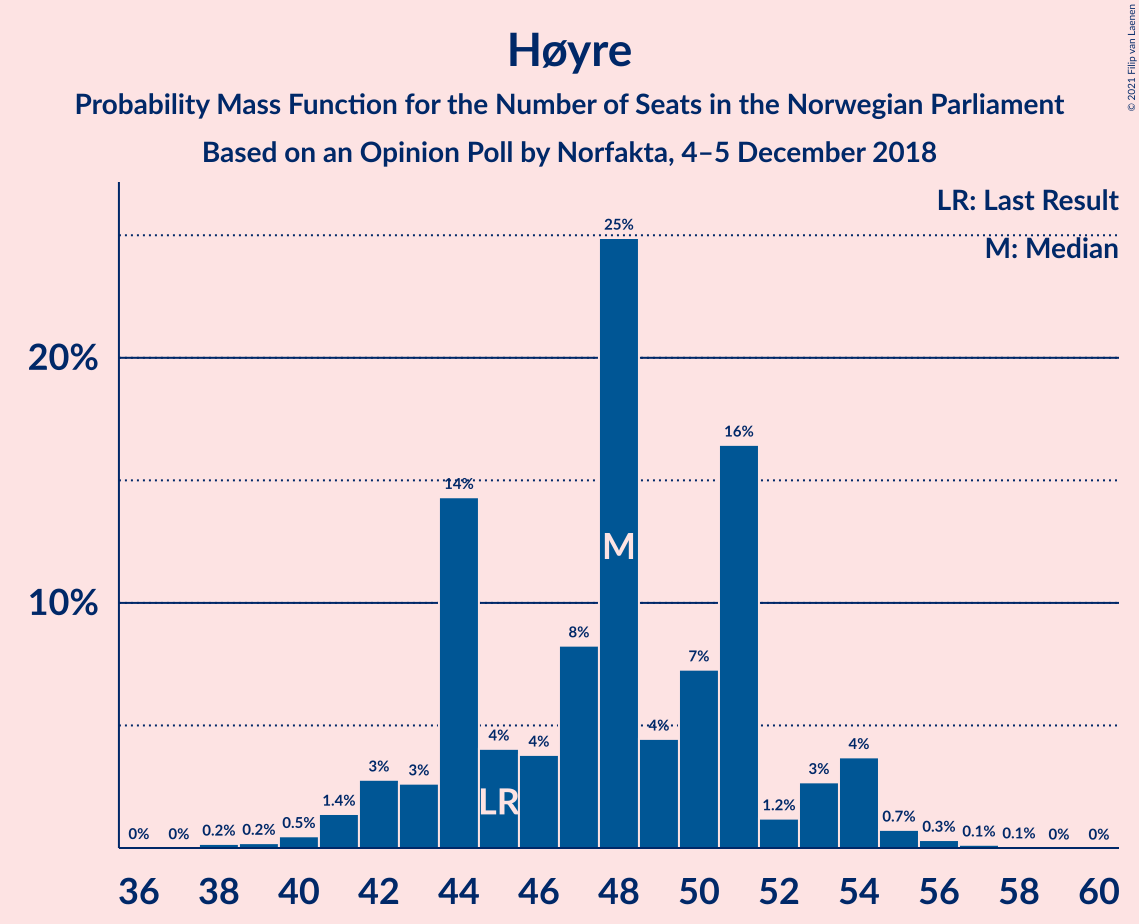 Høyre
Probability Mass Function for the Number of Seats in the Norwegian Parliament
Based on an Opinion Poll by Norfakta, 4–5 December 2018
© 2021 Filip van Laenen
LR: Last Result
M: Median
20%
10%
0% 0% 0.2% 0.2% 0.5% 1.4% 3% 3% 14% 4% 4% 8% 25% 4% 7% 16% 1.2% 3% 4% 0.7% 0.3% 0.1% 0.1% 0% 0%
LR M
36 38 40 42 44 46 48 50 52 54 56 58 60